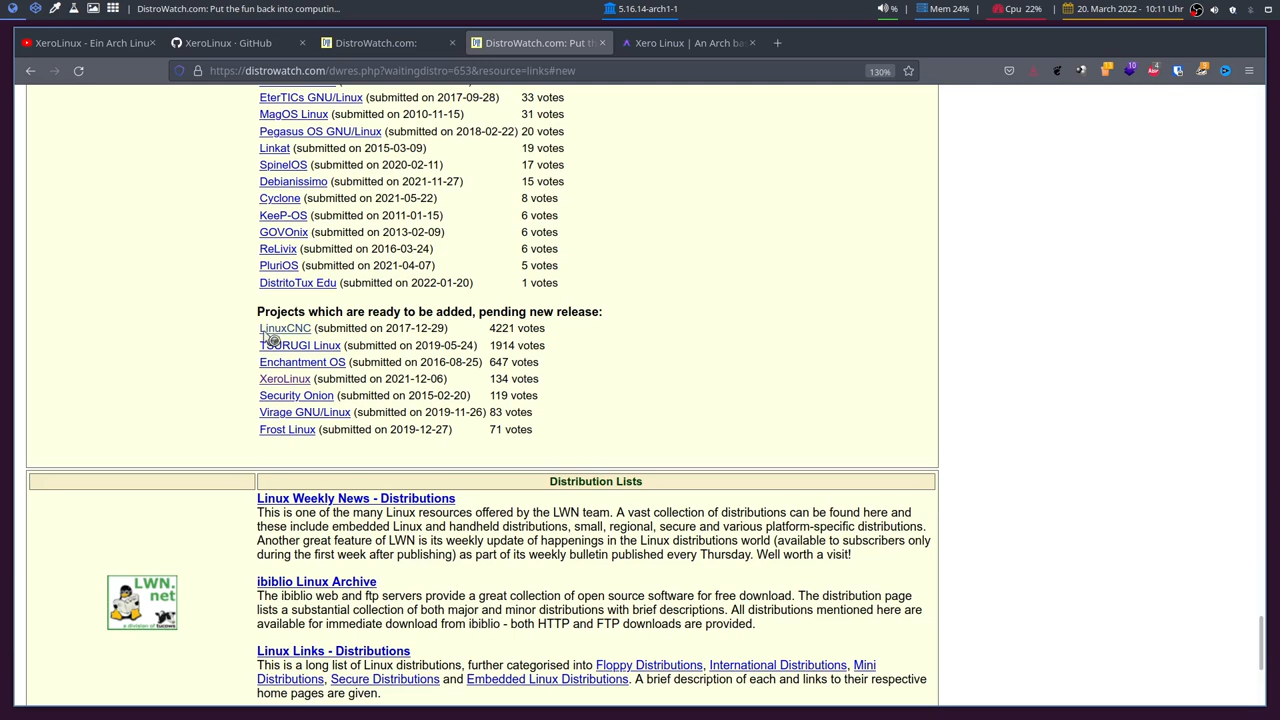 DistroWatch.com: Put the fun back into computin...
5.16.14-arch1-1
%
Mem 24%
Cpu 22%
20. March 2022 - 10:11 Uhr
XeroLinux - Ein Arch Linu
XeroLinux · GitHub
DistroWatch.com:
DistroWatch.com: Put th
Xero Linux | An Arch ba
https://distrowatch.com/dwres.php?waitingdistro=653&resource=links#new
130%
EterTICs GNU/Linux (submitted on 2017-09-28) 33 votes
MagOS Linux (submitted on 2010-11-15) 31 votes
Pegasus OS GNU/Linux (submitted on 2018-02-22) 20 votes
Linkat (submitted on 2015-03-09) 19 votes
SpinelOS (submitted on 2020-02-11) 17 votes
Debianissimo (submitted on 2021-11-27) 15 votes
Cyclone (submitted on 2021-05-22) 8 votes
KeeP-OS (submitted on 2011-01-15) 6 votes
GOVOnix (submitted on 2013-02-09) 6 votes
ReLivix (submitted on 2016-03-24) 6 votes
PluriOS (submitted on 2021-04-07) 5 votes
DistritoTux Edu (submitted on 2022-01-20) 1 votes
Projects which are ready to be added, pending new release:
LinuxCNC (submitted on 2017-12-29) 4221 votes
TSURUGI Linux (submitted on 2019-05-24) 1914 votes
Enchantment OS (submitted on 2016-08-25) 647 votes
XeroLinux (submitted on 2021-12-06) 134 votes
Security Onion (submitted on 2015-02-20) 119 votes
Virage GNU/Linux (submitted on 2019-11-26) 83 votes
Frost Linux (submitted on 2019-12-27) 71 votes
Distribution Lists
Linux Weekly News - Distributions
This is one of the many Linux resources offered by the LWN team. A vast collection of distributions can be found here and
these include embedded Linux and handheld distributions, small, regional, secure and various platform-specific distributions.
Another great feature of LWN is its weekly update of happenings in the Linux distributions world (available to subscribers only
during the first week after publishing) as part of its weekly bulletin published every Thursday. Well worth a visit!
LWN.
net
a division of tucows
ibiblio Linux Archive
The ibiblio web and ftp servers provide a great collection of open source software for free download. The distribution page
lists a substantial collection of both major and minor distributions with brief descriptions. All distributions mentioned here are
available for immediate download from ibiblio - both HTTP and FTP downloads are provided.
Linux Links - Distributions
This is a long list of Linux distributions, further categorised into Floppy Distributions, International Distributions, Mini
Distributions, Secure Distributions and Embedded Linux Distributions. A brief description of each and links to their respective
home pages are given.